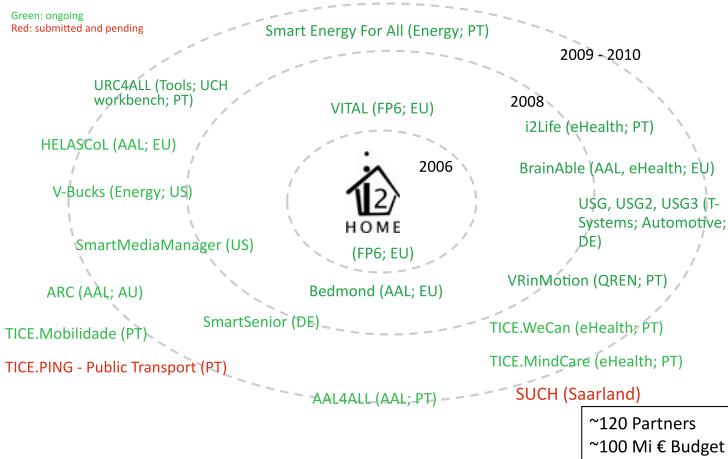 Green: ongoing
Red: submitted and pending
Smart Energy For All (Energy; PT)
2009 - 2010
URC4ALL (Tools; UCH
workbench; PT)
VITAL (FP6; EU)
2008
i2Life (eHealth; PT)
HELASCoL (AAL; EU)
2006
BrainAble (AAL, eHealth; EU)
V-Bucks (Energy; US)
i2
HOME
(FP6; EU)
USG, USG2, USG3 (T-
Systems; Automotive;
DE)
SmartMediaManager (US)
VRinMotion (QREN; PT)
ARC (AAL; AU)
Bedmond (AAL; EU)
SmartSenior (DE)
TICE.Mobilidade (PT)
TICE.WeCan (eHealth; PT)
TICE.PING - Public Transport (PT)
TICE.MindCare (eHealth; PT)
AAL4ALL (AAL; PT)
SUCH (Saarland)
~120 Partners
~100 Mi € Budget